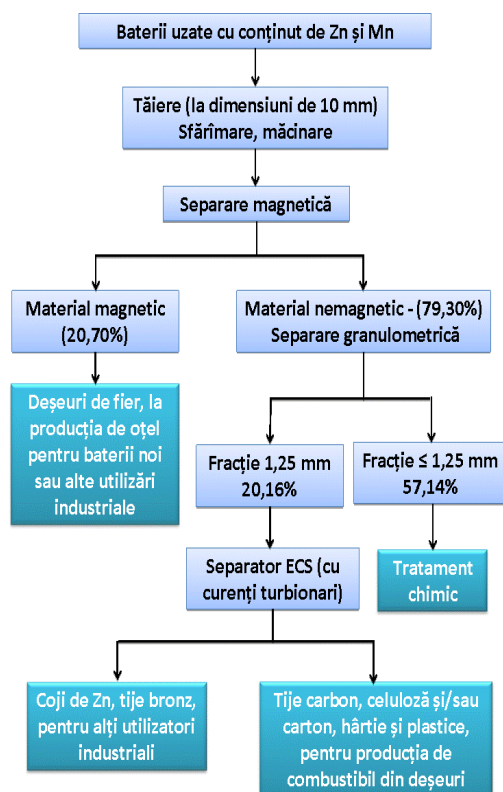 Baterii uzate cu conținut de Zn și Mn
Tăiere (la dimensiuni de 10 mm)
Sfărîmare, măcinare
Separare magnetică
Material magnetic
(20,70%)
Material nemagnetic - (79,30%)
Separare granulometrică
Deșeuri de fier, la
producția de oțel
pentru baterii noi
sau alte utilizări
industriale
Fracție 1,25 mm
20,16%
Fracție ≤ 1,25 mm
57,14%
Separator ECS (cu
curenți turbionari)
Tratament
chimic
Coji de Zn, tije bronz,
pentru alți utilizatori
industriali
Tije carbon, celuloză și/sau
carton, hârtie și plastice,
pentru producția de
combustibil din deșeuri